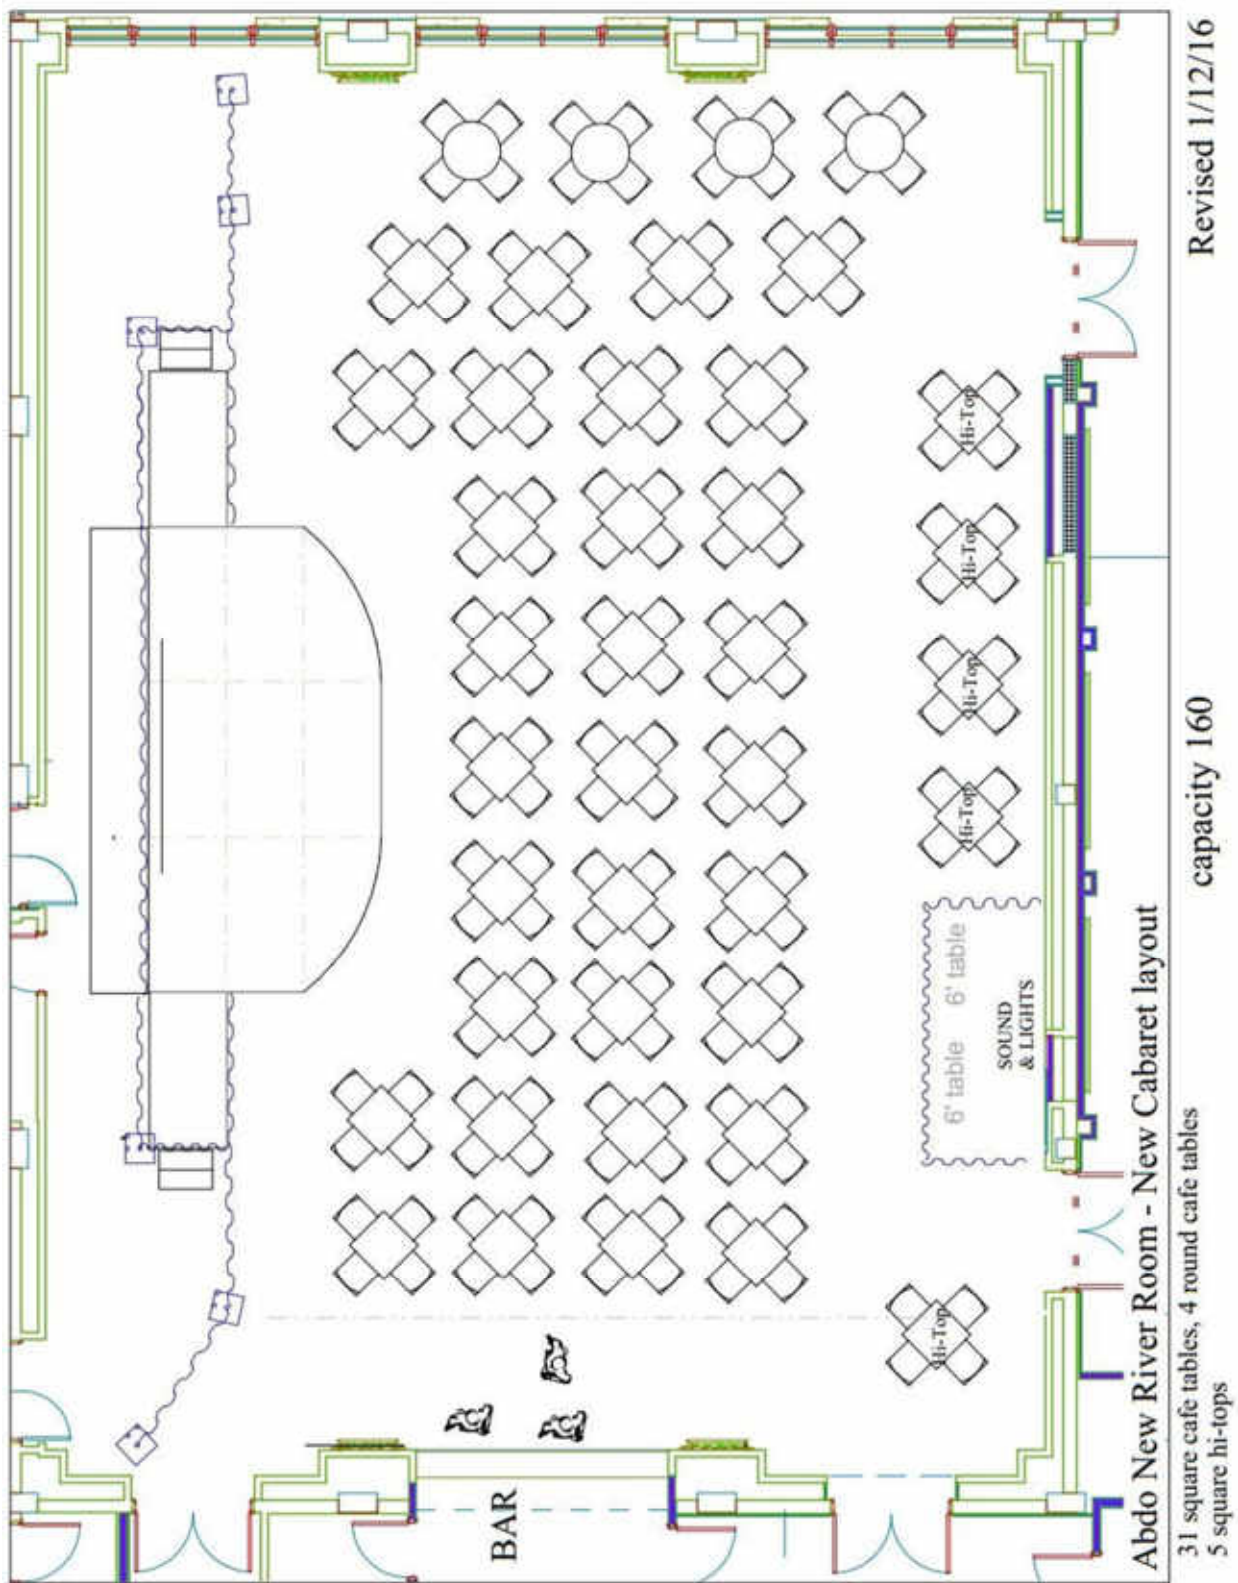 BAR
Hi-Top
Hi-Top
Hi-Top
Hi-Top
Hi-Top
6' table 6' table
SOUND
& LIGHTS
Abdo New River Room - New Cabaret layout
31 square cafe tables, 4 round cafe tables
5 square hi-tops
capacity 160
Revised 1/12/16